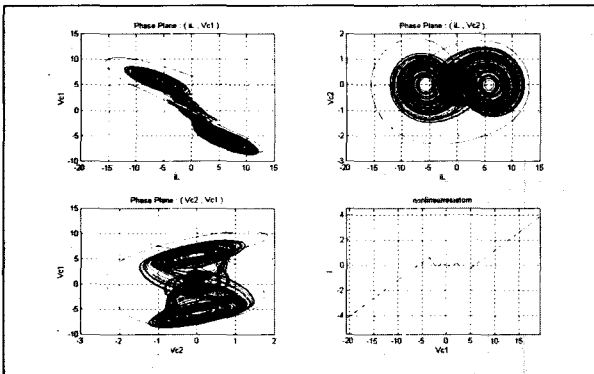 Phase Plane : ( iL , Vc1 )
15
10
5
0
-5
-10
Vc1
-20 -15 -10 -5 0 5 10 15
iL
Phase Plane : ( iL , Vc2 )
2
1
0
-1
-2
-3
Vc2
-20 -15 -10 -5 0 5 10 15
iL
Phase Plane : ( Vc2 , Vc1 )
15
10
5
0
-5
-10
Vc1
-3 -2 -1 0 1 2
Vc2
nonlinearresistorn
4
2
0
-2
-4
i
-20 -15 -10 -5 0 5 10 15
Vc1